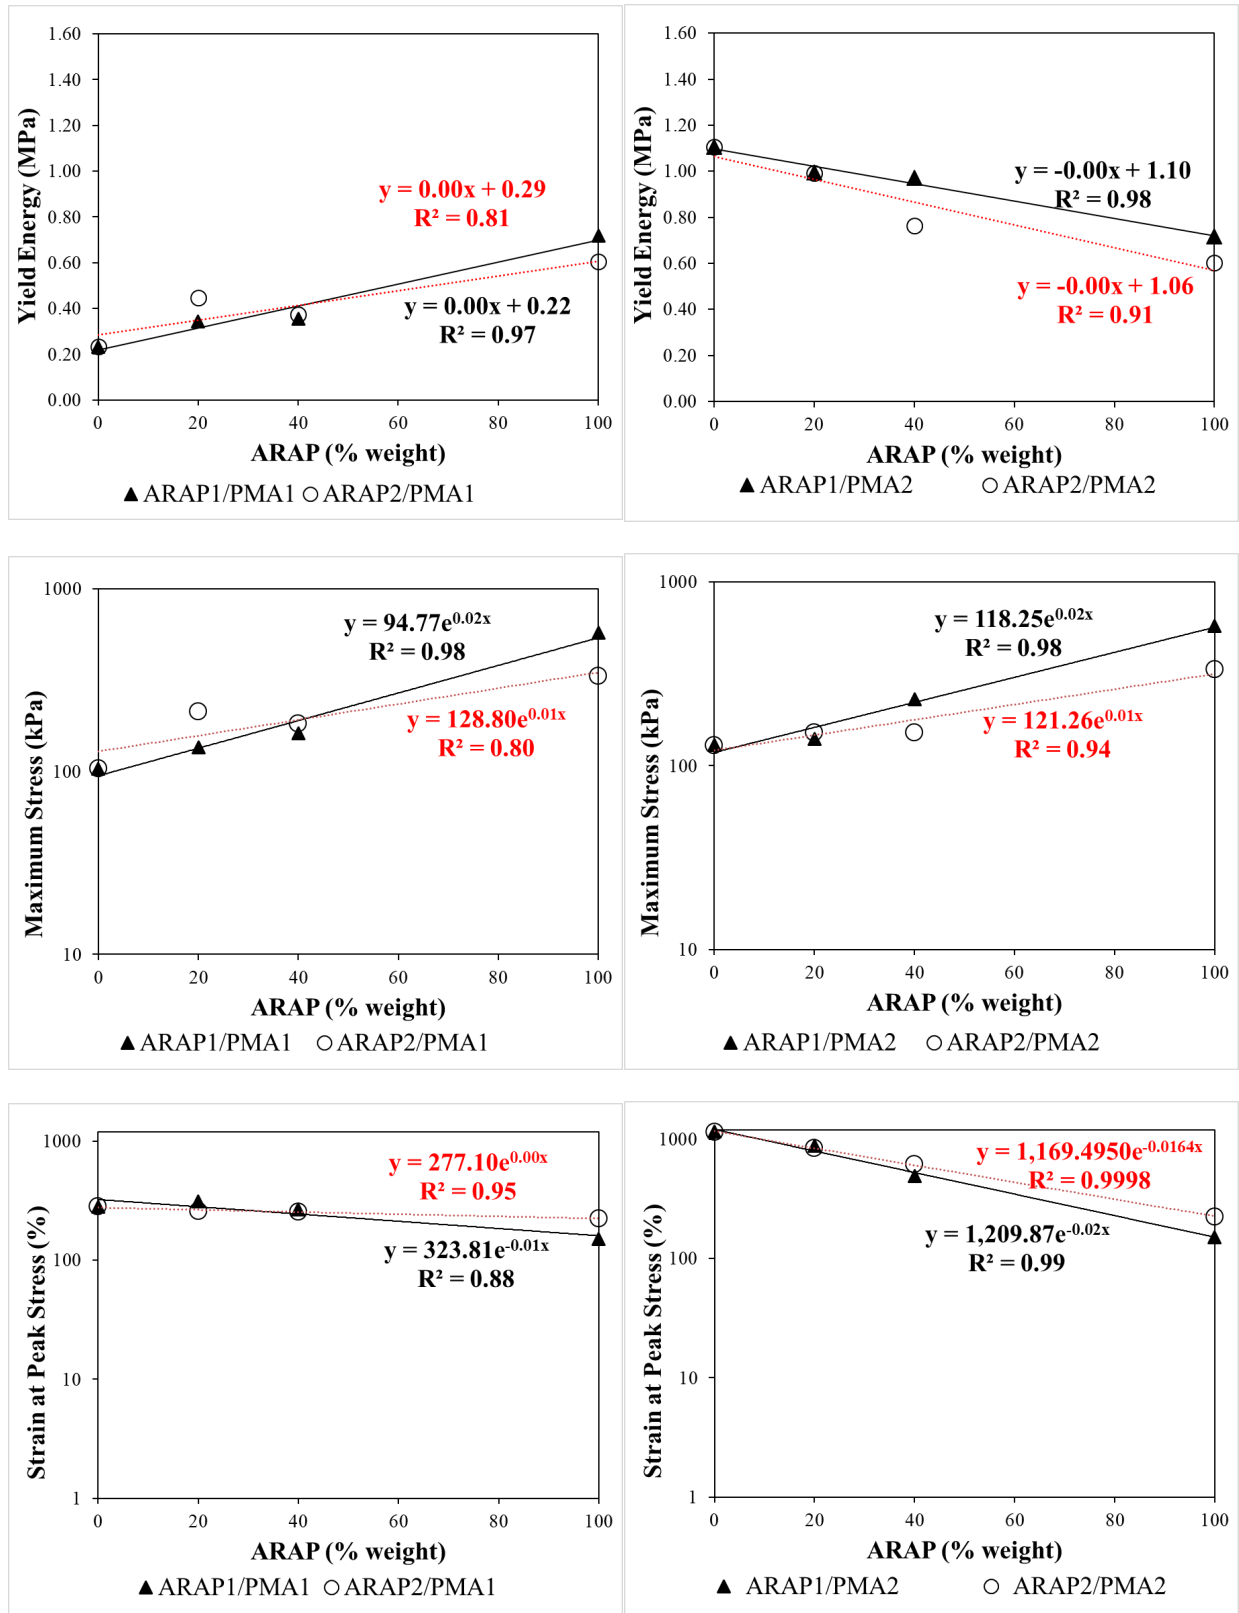 Yield Energy (MPa)
1.60
1.40
1.20
1.00
0.80
0.60
0.40
0.20
0.00
y = 0.00x + 0.29
R² = 0.81
y = 0.00x + 0.22
R² = 0.97
0 20 40 60 80 100
ARAP (% weight)
▲ ARAP1/PMA1 ○ ARAP2/PMA1
Yield Energy (MPa)
1.60
1.40
1.20
1.00
0.80
0.60
0.40
0.20
0.00
y = -0.00x + 1.10
R² = 0.98
y = -0.00x + 1.06
R² = 0.91
0 20 40 60 80 100
ARAP (% weight)
▲ ARAP1/PMA2 ○ ARAP2/PMA2
Maximum Stress (kPa)
1000
100
10
y = 94.77e^0.02x
R² = 0.98
y = 128.80e^0.01x
R² = 0.80
0 20 40 60 80 100
ARAP (% weight)
▲ ARAP1/PMA1 ○ ARAP2/PMA1
Maximum Stress (kPa)
1000
100
10
y = 118.25e^0.02x
R² = 0.98
y = 121.26e^0.01x
R² = 0.94
0 20 40 60 80 100
ARAP (% weight)
▲ ARAP1/PMA2 ○ ARAP2/PMA2
Strain at Peak Stress (%)
1000
100
10
1
y = 277.10e^0.00x
R² = 0.95
y = 323.81e^-0.01x
R² = 0.88
0 20 40 60 80 100
ARAP (% weight)
▲ ARAP1/PMA1 ○ ARAP2/PMA1
Strain at Peak Stress (%)
1000
100
10
1
y = 1,169.4950e^-0.0164x
R² = 0.9998
y = 1,209.87e^-0.02x
R² = 0.99
0 20 40 60 80 100
ARAP (% weight)
▲ ARAP1/PMA2 ○ ARAP2/PMA2